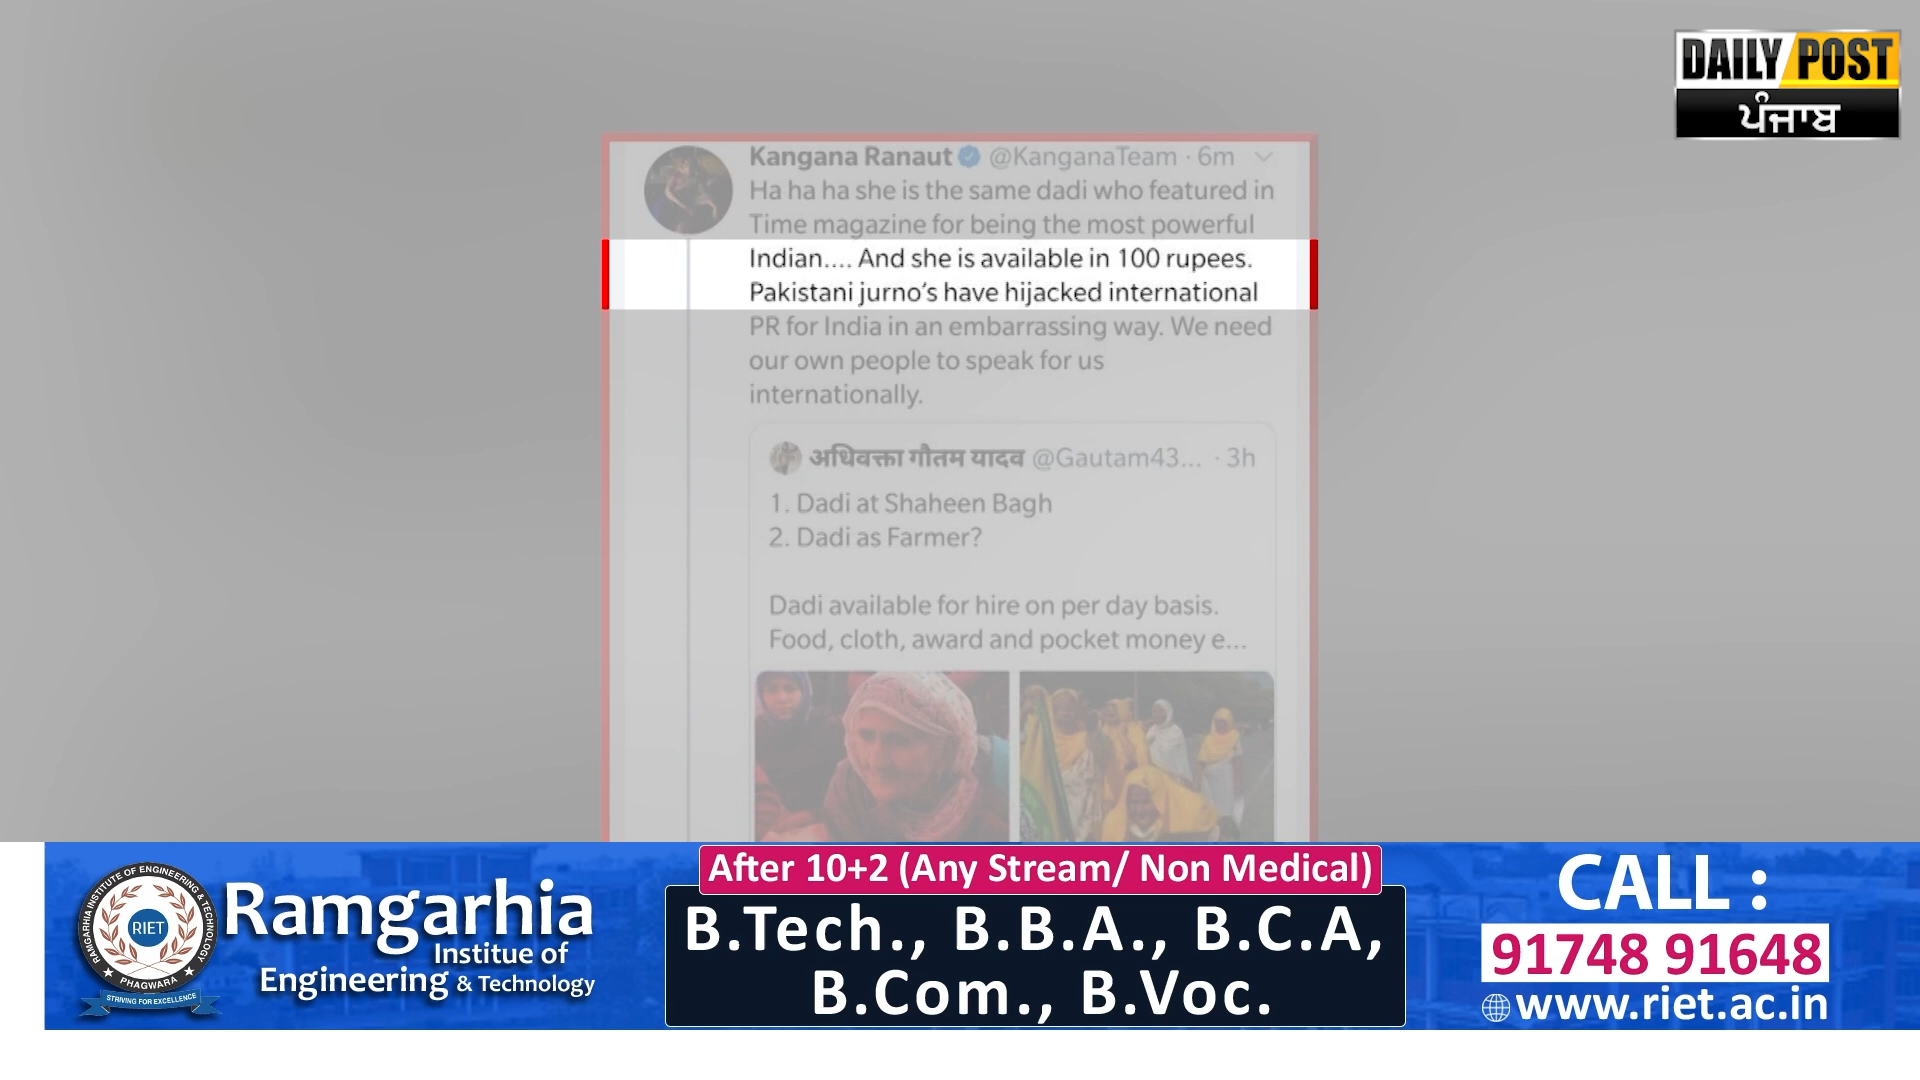 DAILY POST
ਪੰਜਾਬ
Kangana Ranaut @KanganaTeam · 6m
Ha ha ha she is the same dadi who featured in
Time magazine for being the most powerful
Indian.... And she is available in 100 rupees.
Pakistani jurno's have hijacked international
PR for India in an embarrassing way. We need
our own people to speak for us
internationally.
अधिवक्ता गौतम यादव @Gautam43... · 3h
1. Dadi at Shaheen Bagh
2. Dadi as Farmer?
Dadi available for hire on per day basis.
Food, cloth, award and pocket money e...
RAMGARHIA INSTITUTE OF ENGINEERING & TECHNOLOGY
RIET
PHAGWARA
STRIVING FOR EXCELLENCE
Ramgarhia
Institue of
Engineering & Technology
After 10+2 (Any Stream/ Non Medical)
B.Tech., B.B.A., B.C.A,
B.Com., B.Voc.
CALL :
91748 91648
www.riet.ac.in